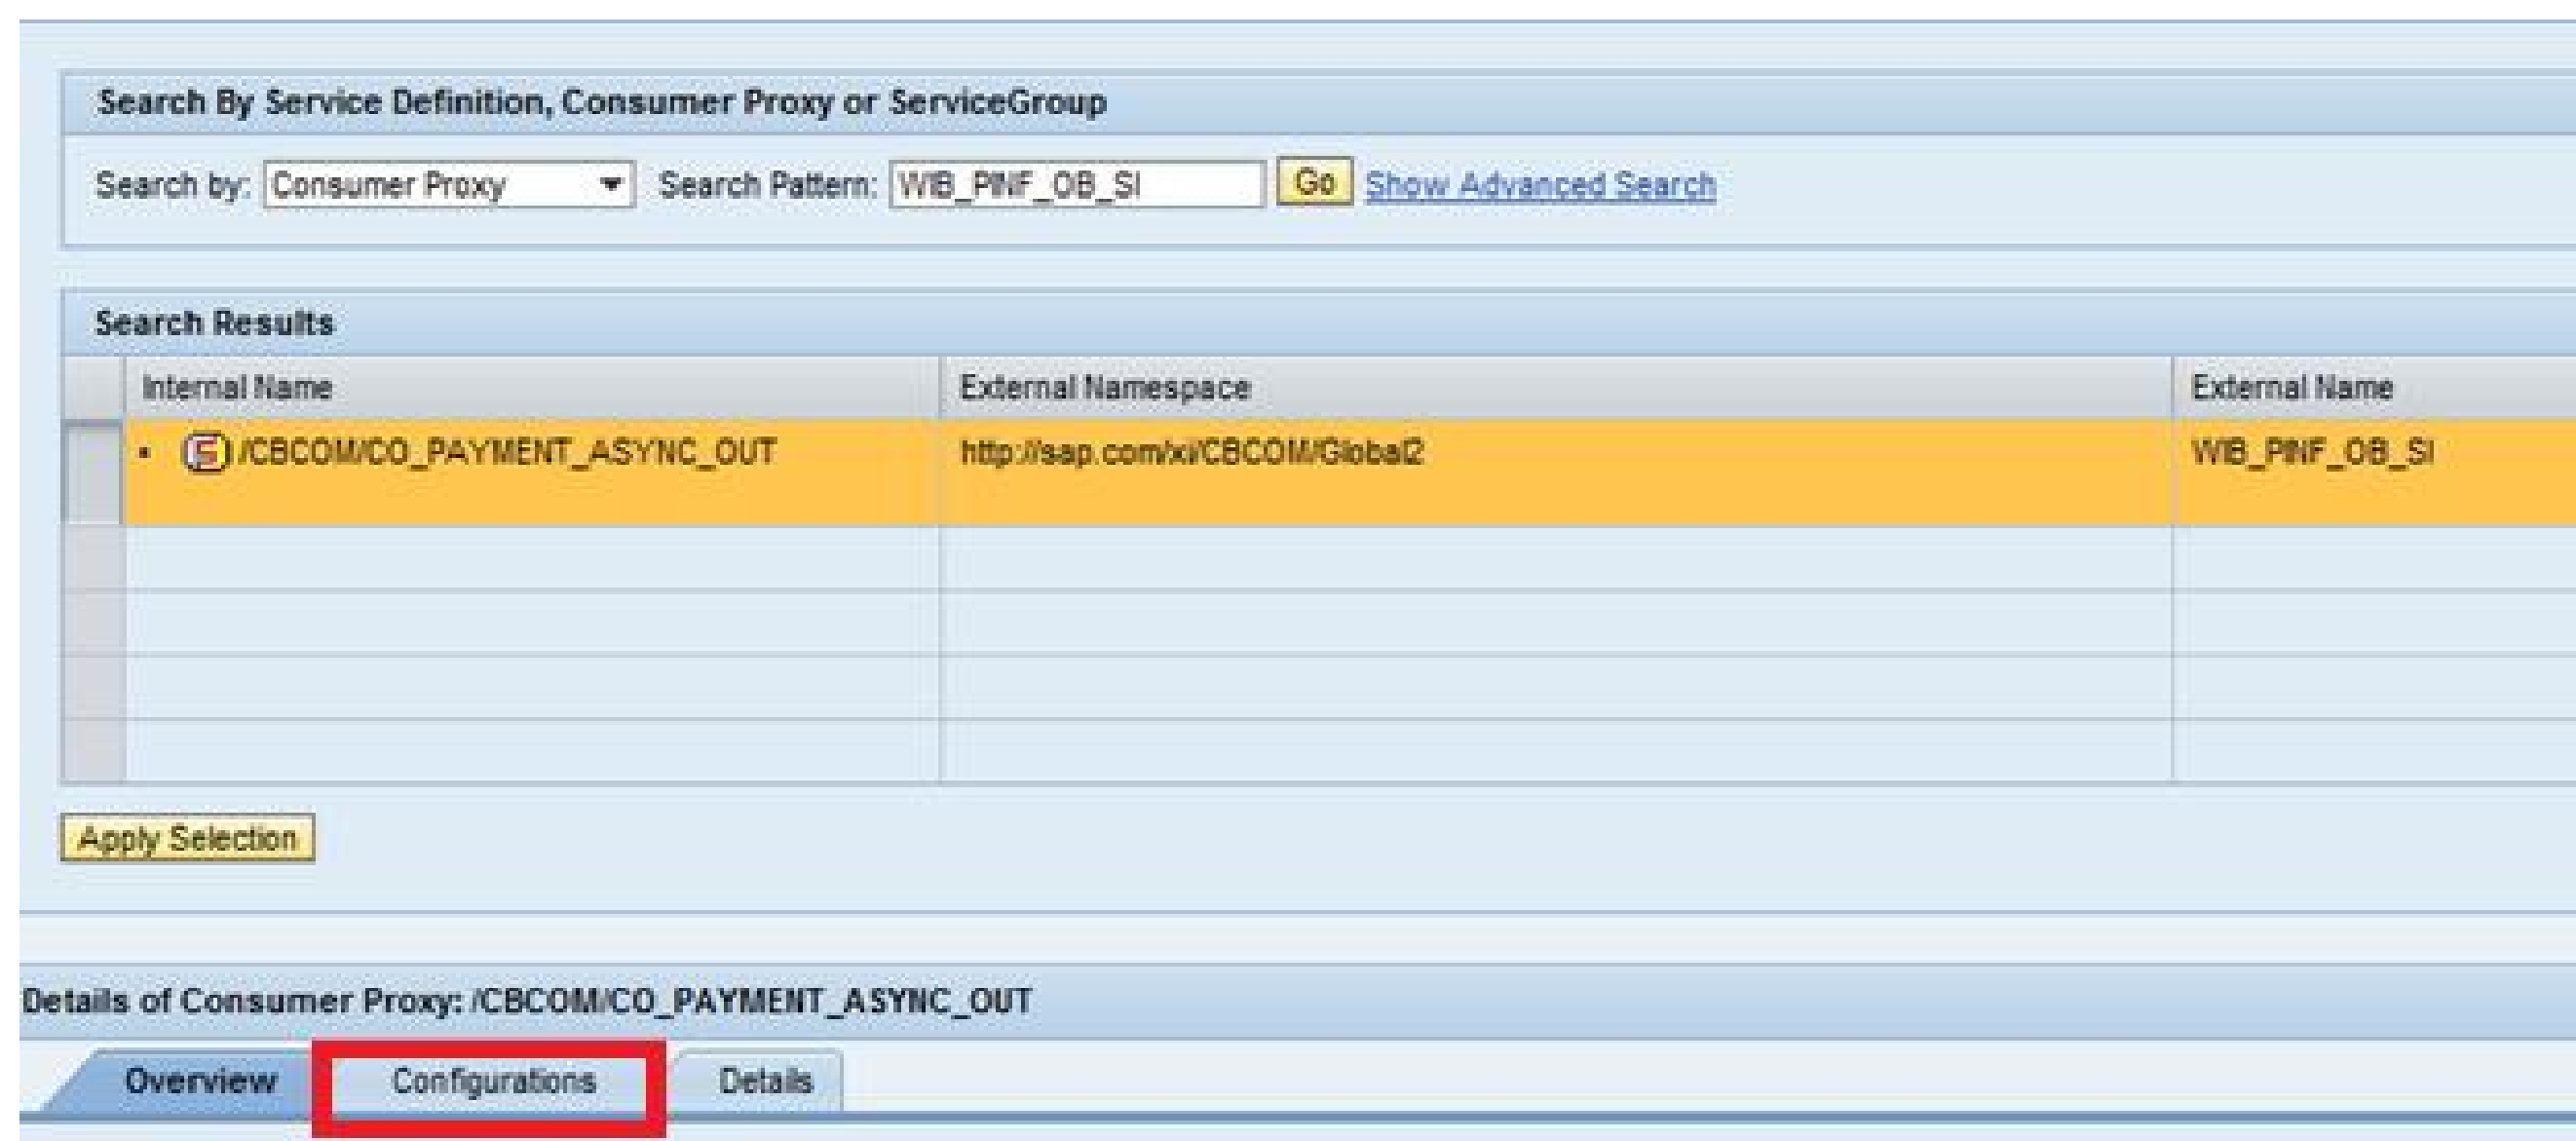 Search By Service Definition, Consumer Proxy or ServiceGroup
Search by: Consumer Proxy Search Pattern: WIB_PINF_OB_SI Go Show Advanced Search
Search Results
Internal Name External Namespace External Name
/CBCOM/CO_PAYMENT_ASYNC_OUT http://sap.com/xi/CBCOM/Global2 WIB_PINF_OB_SI
Apply Selection
Details of Consumer Proxy: /CBCOM/CO_PAYMENT_ASYNC_OUT
Overview Configurations Details